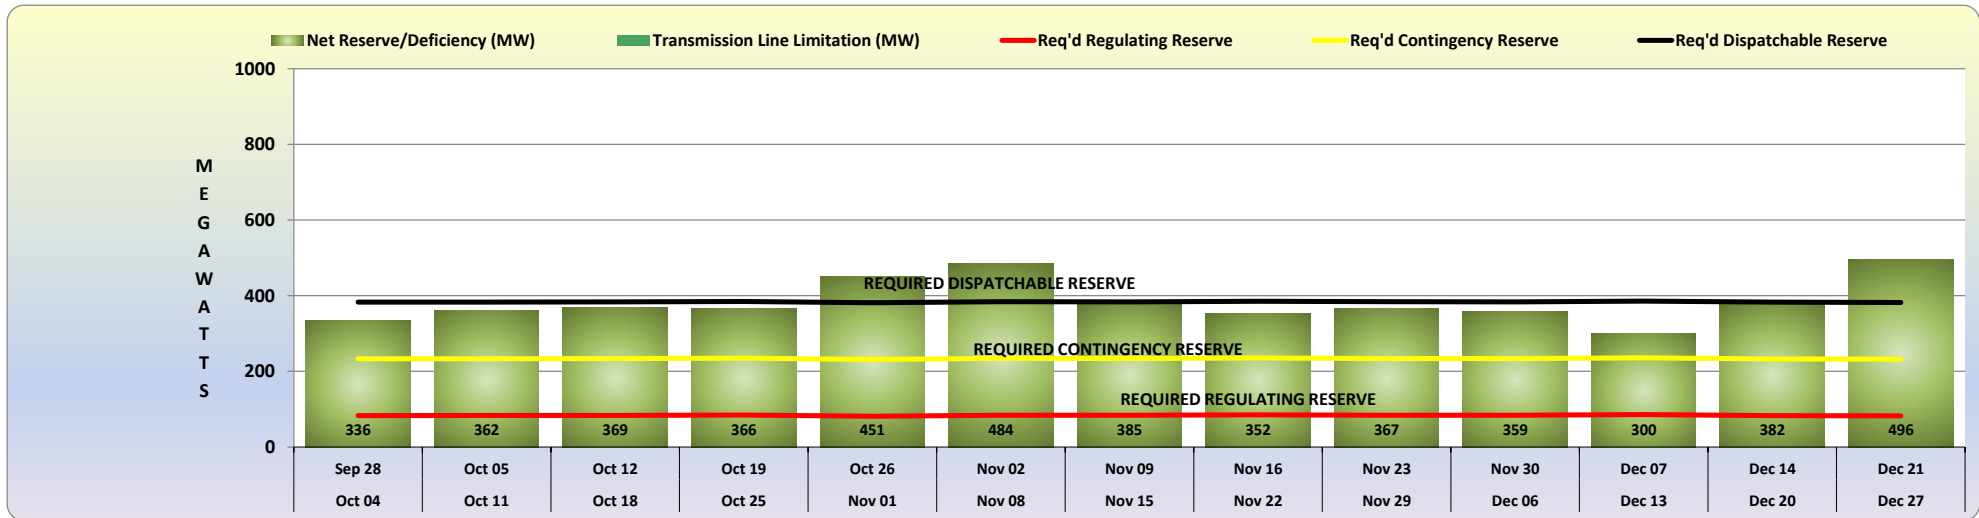 Net Reserve/Deficiency (MW) Transmission Line Limitation (MW) Req'd Regulating Reserve Req'd Contingency Reserve Req'd Dispatchable Reserve
1000
800
600
400
200
0
MEGAWATTS
REQUIRED DISPATCHABLE RESERVE
REQUIRED CONTINGENCY RESERVE
REQUIRED REGULATING RESERVE
336 362 369 366 451 484 385 352 367 359 300 382 496
Sep 28 Oct 05 Oct 12 Oct 19 Oct 26 Nov 02 Nov 09 Nov 16 Nov 23 Nov 30 Dec 07 Dec 14 Dec 21
Oct 04 Oct 11 Oct 18 Oct 25 Nov 01 Nov 08 Nov 15 Nov 22 Nov 29 Dec 06 Dec 13 Dec 20 Dec 27